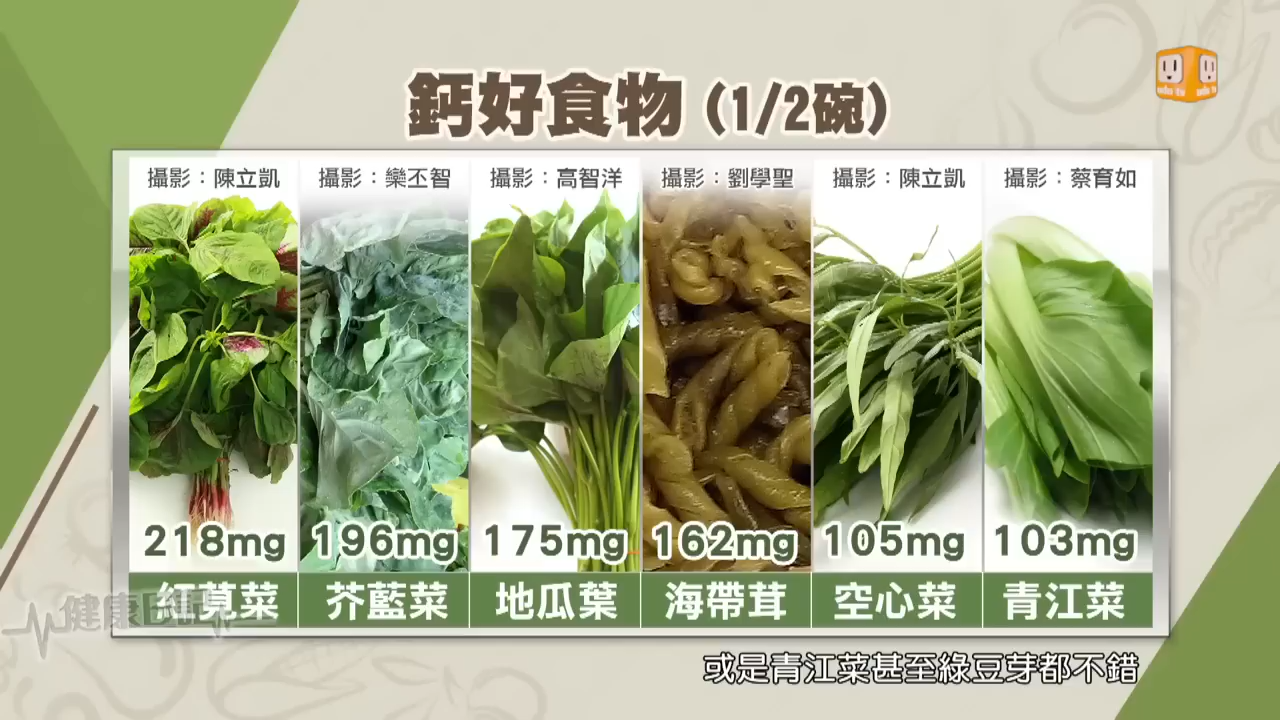 鈣好食物(1/2碗)
攝影：陳立凱
攝影：欒丕智
攝影：高智洋
攝影：劉學聖
攝影：陳立凱
攝影：蔡育如
218mg
196mg
175mg
162mg
105mg
103mg
紅莧菜
芥藍菜
地瓜葉
海帶茸
空心菜
青江菜
健康
或是青江菜甚至綠豆芽都不錯